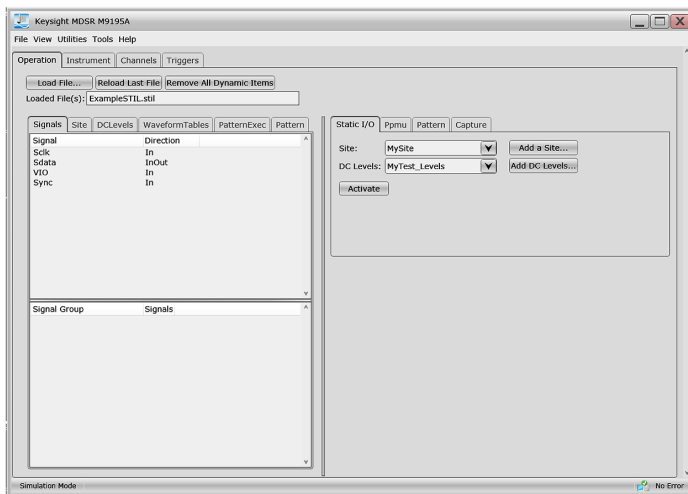 Keysight MDSR M9195A
File View Utilities Tools Help
Operation Instrument Channels Triggers
Load File... Reload Last File Remove All Dynamic Items
Loaded File(s): ExampleSTIL.stil
Signals Site DCLevels WaveformTables PatternExec Pattern
Signal Direction
Sclk In
Sdata InOut
VIO In
Sync In
Signal Group Signals
Static I/O Ppmu Pattern Capture
Site: MySite Add a Site...
DC Levels: MyTest_Levels Add DC Levels...
Activate
Simulation Mode No Error